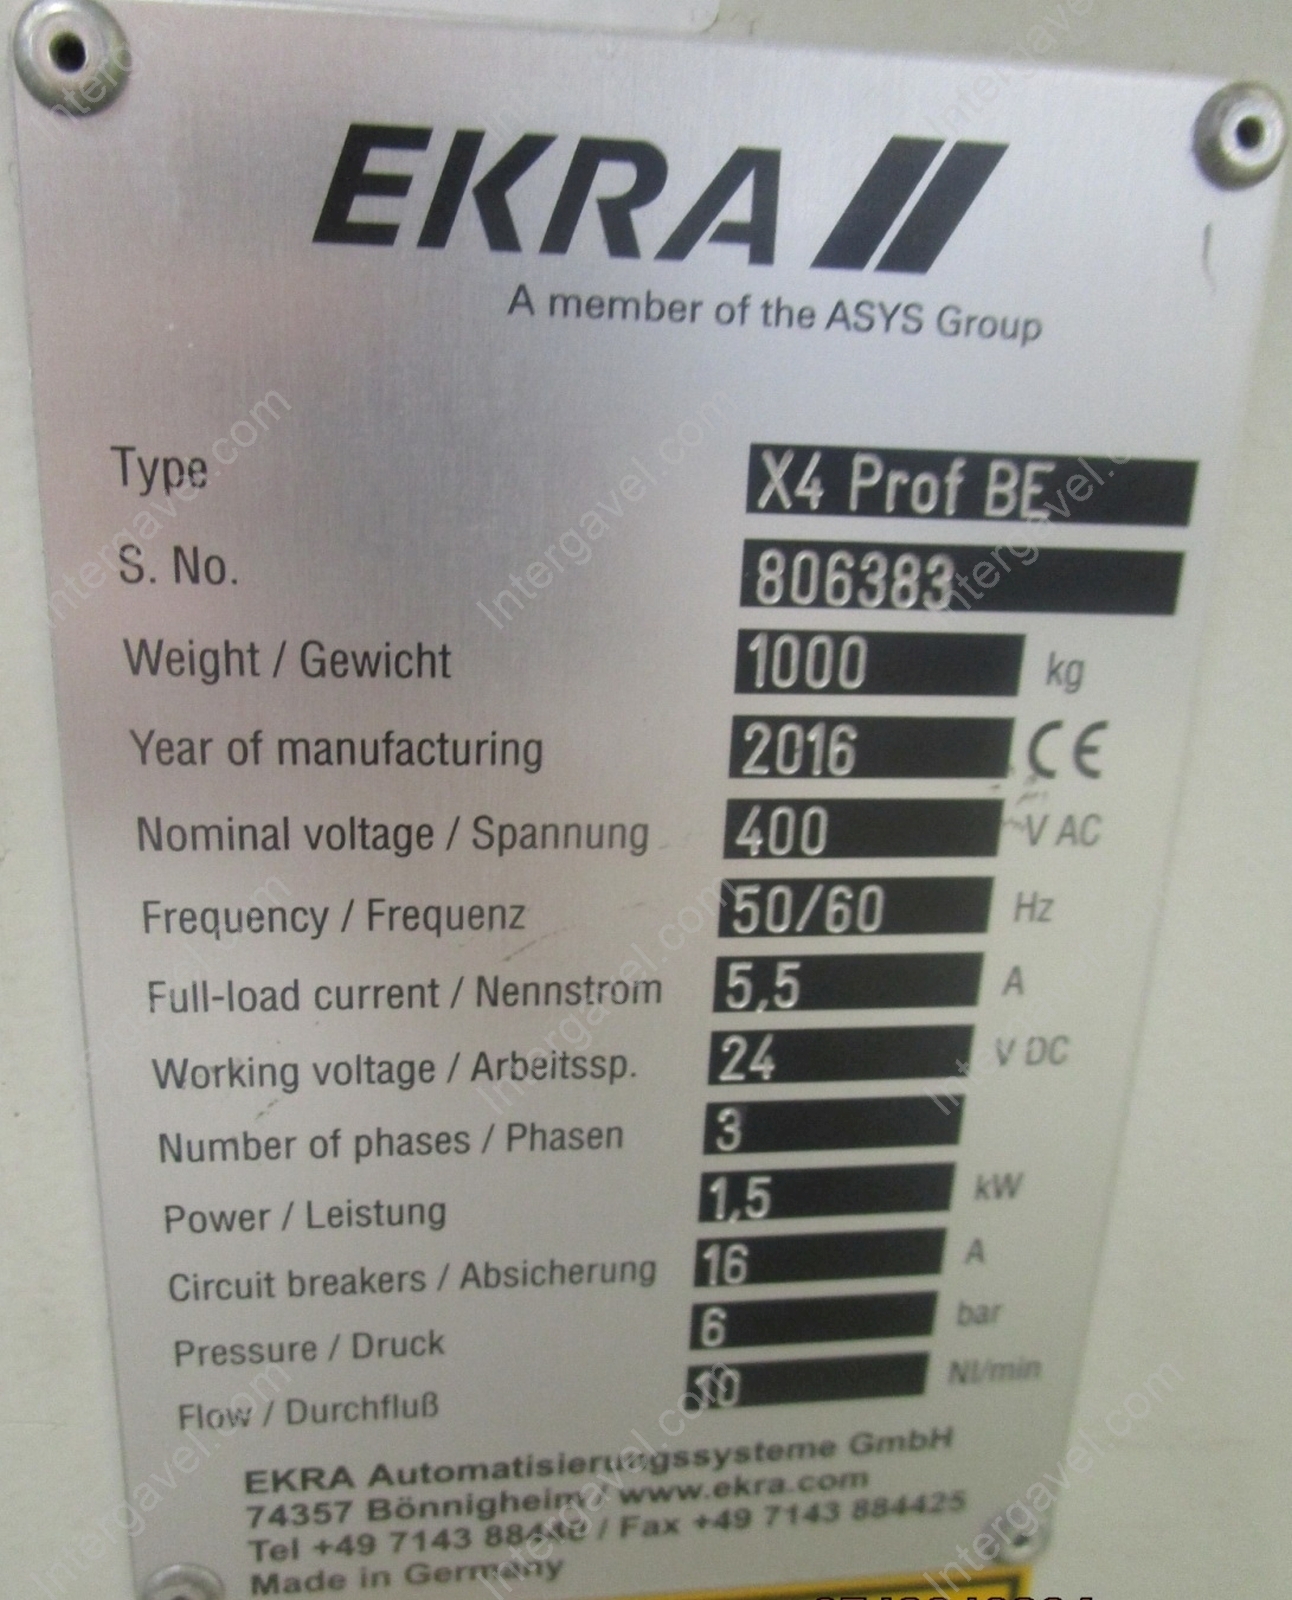 EKRA
A member of the ASYS Group
Type X4 Prof BE
S. No. 806383
Weight / Gewicht 1000 kg
Year of manufacturing 2016 CE
Nominal voltage / Spannung 400 V AC
Frequency / Frequenz 50/60 Hz
Full-load current / Nennstrom 5,5 A
Working voltage / Arbeitssp. 24 V DC
Number of phases / Phasen 3
Power / Leistung 1,5 kW
Circuit breakers / Absicherung 16 A
Pressure / Druck 6 bar
Flow / Durchfluß 10 Nl/min
EKRA Automatisierungssysteme GmbH
74357 Bönnigheim / www.ekra.com
Tel +49 7143 / Fax +49 7143 884425
Made in Germany
Intergavel.com